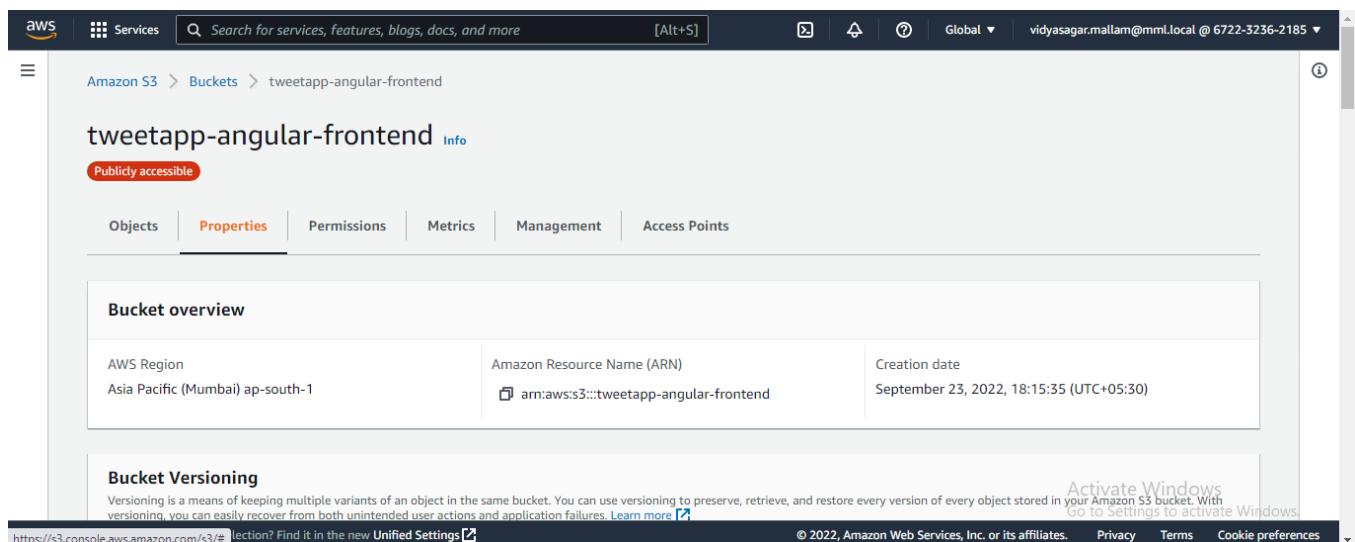 aws Services Search for services, features, blogs, docs, and more [Alt+S] Global ▼ vidyasagar.mallam@mml.local @ 6722-3236-2185 ▼
Amazon S3 > Buckets > tweetapp-angular-frontend
tweetapp-angular-frontend Info
Publicly accessible
Objects Properties Permissions Metrics Management Access Points
Bucket overview
AWS Region Amazon Resource Name (ARN) Creation date
Asia Pacific (Mumbai) ap-south-1 arn:aws:s3:::tweetapp-angular-frontend September 23, 2022, 18:15:35 (UTC+05:30)
Bucket Versioning
Versioning is a means of keeping multiple variants of an object in the same bucket. You can use versioning to preserve, retrieve, and restore every version of every object stored in your Amazon S3 bucket. With
versioning, you can easily recover from both unintended user actions and application failures. Learn more
Activate Windows
Go to Settings to activate Windows.
https://s3.console.aws.amazon.com/s3/# lection? Find it in the new Unified Settings © 2022, Amazon Web Services, Inc. or its affiliates. Privacy Terms Cookie preferences